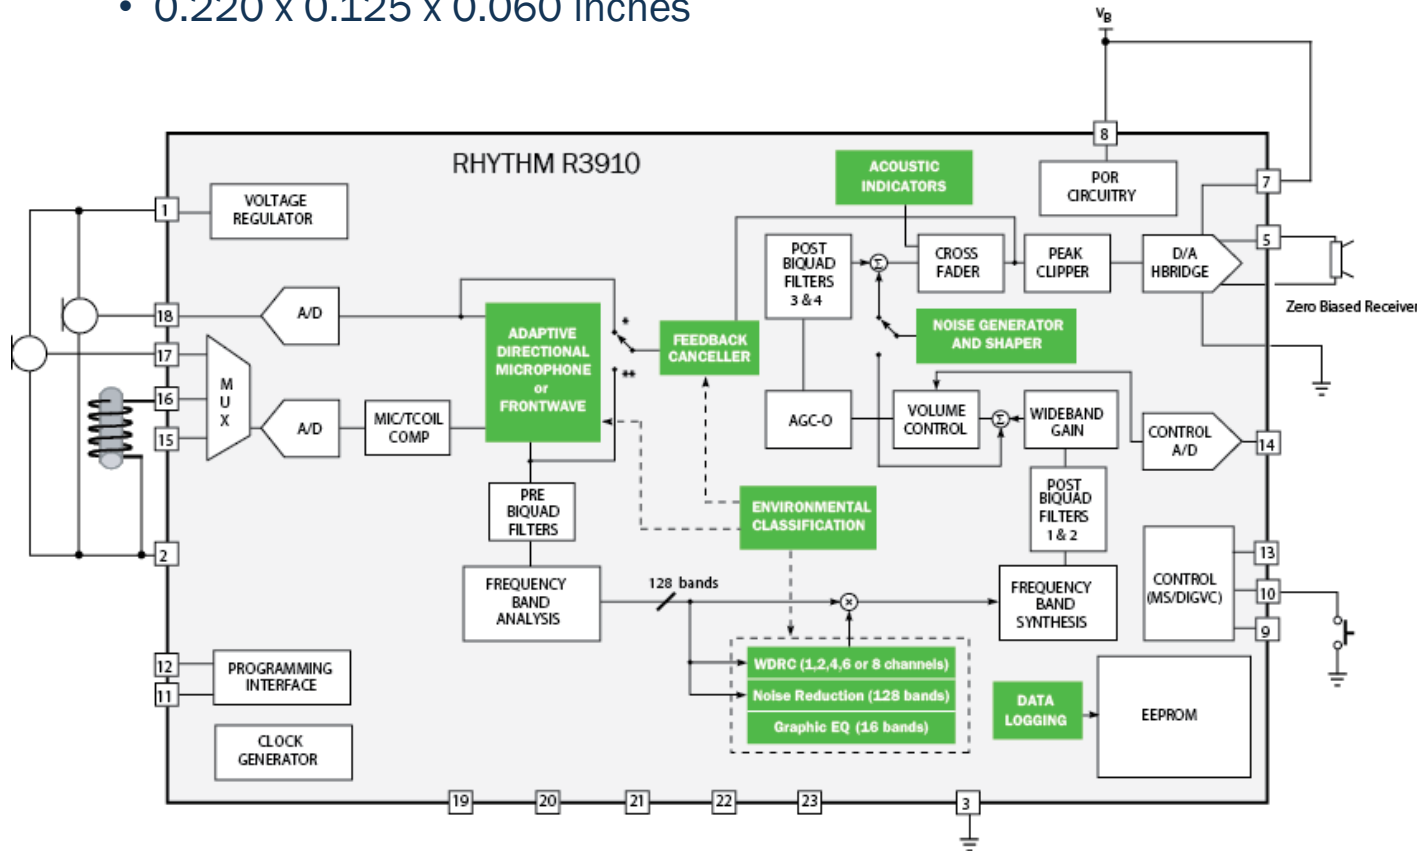 • 0.220 x 0.125 x 0.060 inches
VB
8
RHYTHM R3910
ACOUSTIC
INDICATORS
POR
CIRCUITRY
7
1
VOLTAGE
REGULATOR
5
POST
BIQUAD
FILTERS
3 & 4
Σ
CROSS
FADER
PEAK
CLIPPER
D/A
HBRIDGE
Zero Biased Receiver
18
A/D
ADAPTIVE
DIRECTIONAL
MICROPHONE
or
FRONTWAVE
*
**
FEEDBACK
CANCELLER
NOISE GENERATOR
AND SHAPER
17
16
15
MUX
A/D
MIC/TCOIL
COMP
AGC-O
VOLUME
CONTROL
Σ
WIDEBAND
GAIN
CONTROL
A/D
14
PRE
BIQUAD
FILTERS
ENVIRONMENTAL
CLASSIFICATION
POST
BIQUAD
FILTERS
1 & 2
2
FREQUENCY
BAND
ANALYSIS
128 bands
×
FREQUENCY
BAND
SYNTHESIS
CONTROL
(MS/DIGVC)
13
10
9
12
11
PROGRAMMING
INTERFACE
WDRC (1,2,4,6 or 8 channels)
Noise Reduction (128 bands)
Graphic EQ (16 bands)
DATA
LOGGING
EEPROM
CLOCK
GENERATOR
19
20
21
22
23
3